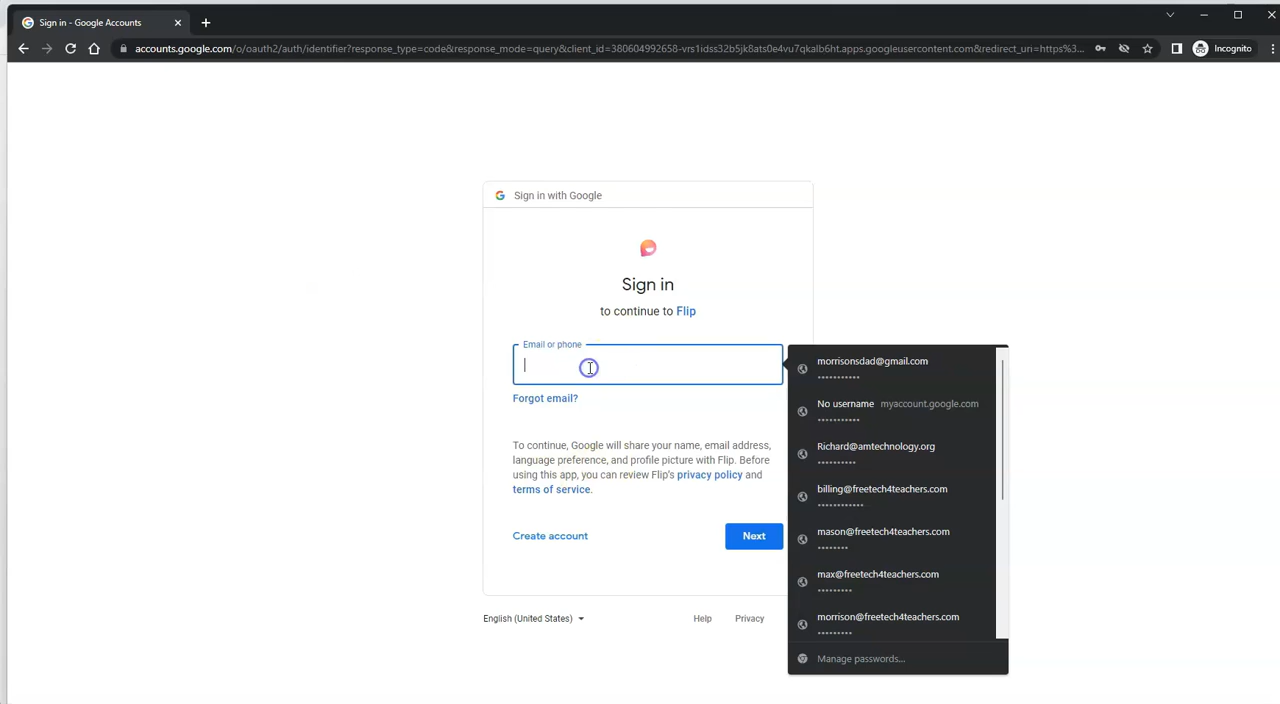 Sign in - Google Accounts
accounts.google.com/o/oauth2/auth/identifier?response_type=code&response_mode=query&client_id=380604992658-vrs1idss32b5jk8ats0e4vu7qkalb6ht.apps.googleusercontent.com&redirect_uri=https%3...
Incognito
Sign in with Google
Sign in
to continue to Flip
Email or phone
Forgot email?
To continue, Google will share your name, email address,
language preference, and profile picture with Flip. Before
using this app, you can review Flip's privacy policy and
terms of service.
Create account
Next
English (United States)
Help
Privacy
morrisonsdad@gmail.com
No username myaccount.google.com
Richard@amtechnology.org
billing@freetech4teachers.com
mason@freetech4teachers.com
max@freetech4teachers.com
morrison@freetech4teachers.com
Manage passwords...